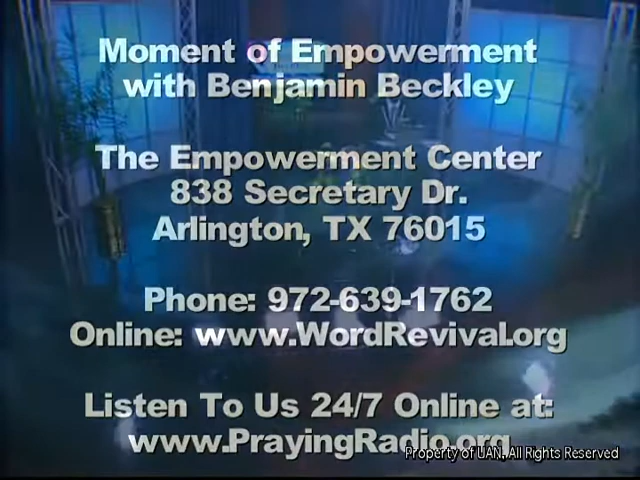 Moment of Empowerment
with Benjamin Beckley
The Empowerment Center
838 Secretary Dr.
Arlington, TX 76015
Phone: 972-639-1762
Online: www.WordRevival.org
Listen To Us 24/7 Online at:
www.PrayingRadio.org
Property of UAN, All Rights Reserved